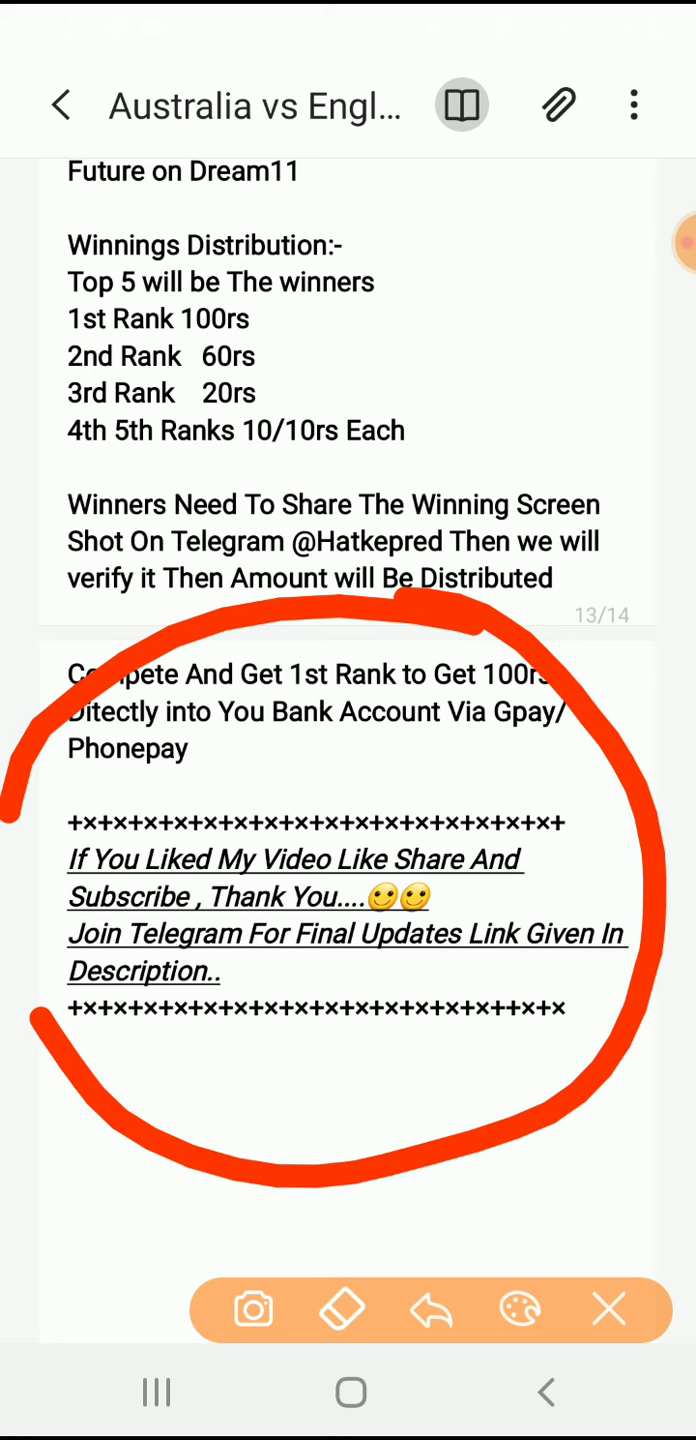 Australia vs Engl...
Future on Dream11
Winnings Distribution:-
Top 5 will be The winners
1st Rank 100rs
2nd Rank 60rs
3rd Rank 20rs
4th 5th Ranks 10/10rs Each
Winners Need To Share The Winning Screen
Shot On Telegram @Hatkepred Then we will
verify it Then Amount will Be Distributed
13/14
Compete And Get 1st Rank to Get 100rs
Ditectly into You Bank Account Via Gpay/
Phonepay
+×+×+×+×+×+×+×+×+×+×+×+×+×+×+×+×+
If You Liked My Video Like Share And
Subscribe , Thank You....🙂🙂
Join Telegram For Final Updates Link Given In
Description..
+×+×+×+×+×+×+×+×+×+×+×+×+×+×++×+×